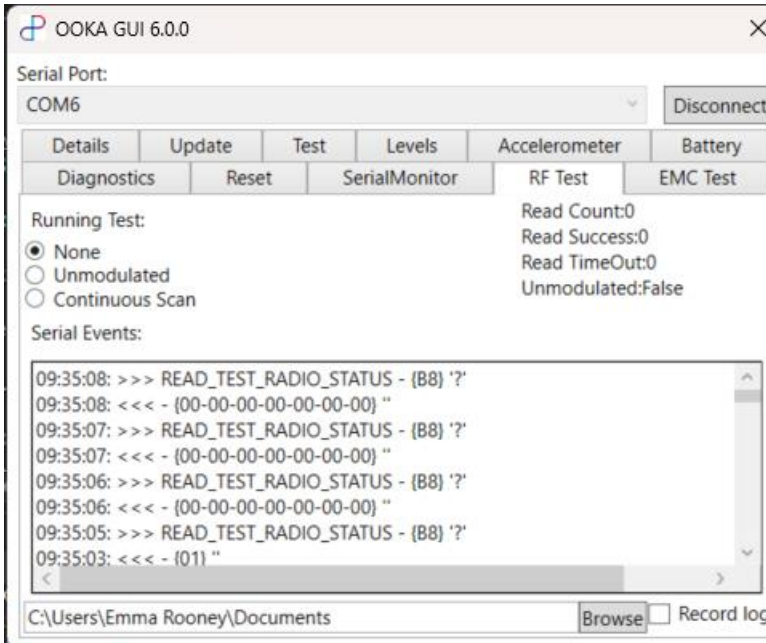 OOKA GUI 6.0.0
Serial Port:
COM6
Disconnect
Details Update Test Levels Accelerometer Battery
Diagnostics Reset SerialMonitor RF Test EMC Test
Running Test:
None
Unmodulated
Continuous Scan
Read Count:0
Read Success:0
Read TimeOut:0
Unmodulated:False
Serial Events:
09:35:08: >>> READ_TEST_RADIO_STATUS - {B8} '?'
09:35:08: <<< - {00-00-00-00-00-00-00} ''
09:35:07: >>> READ_TEST_RADIO_STATUS - {B8} '?'
09:35:07: <<< - {00-00-00-00-00-00-00} ''
09:35:06: >>> READ_TEST_RADIO_STATUS - {B8} '?'
09:35:06: <<< - {00-00-00-00-00-00-00} ''
09:35:05: >>> READ_TEST_RADIO_STATUS - {B8} '?'
09:35:03: <<< - {01} ''
C:\Users\Emma Rooney\Documents
Browse
Record log